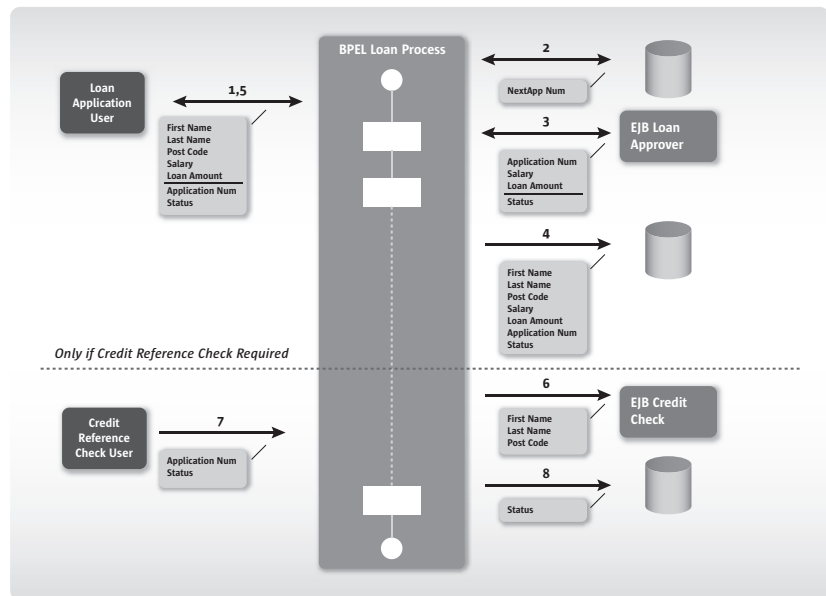 BPEL Loan Process
Loan
Application
User
1,5
First Name
Last Name
Post Code
Salary
Loan Amount
Application Num
Status
2
NextApp Num
3
EJB Loan
Approver
Application Num
Salary
Loan Amount
Status
4
First Name
Last Name
Post Code
Salary
Loan Amount
Application Num
Status
Only if Credit Reference Check Required
6
EJB Credit
Check
First Name
Last Name
Post Code
Credit
Reference
Check User
7
Application Num
Status
8
Status